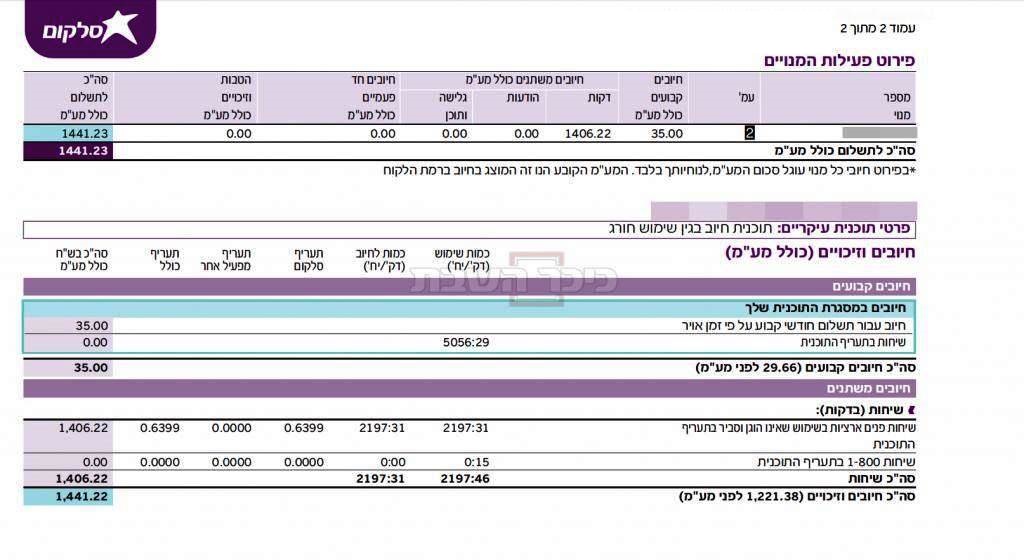 סלקום
עמוד 2 מתוך 2
פירוט פעילות המנויים
מספר מנוי עמ' חיובים קבועים כולל מע"מ חיובים משתנים כולל מע"מ דקות הודעות גלישה ותוכן חיובים חד פעמיים כולל מע"מ הטבות וזיכויים כולל מע"מ סה"כ לתשלום כולל מע"מ
2 35.00 1406.22 0.00 0.00 0.00 0.00 1441.23
סה"כ לתשלום כולל מע"מ 1441.23
*בפירוט חיובי כל מנוי עוגל סכום המע"מ,לנוחיותך בלבד. המע"מ הקובע הנו זה המוצג בחיוב ברמת הלקוח
פרטי תוכנית עיקריים: תוכנית חיוב בגין שימוש חורג
חיובים וזיכויים (כולל מע"מ) כמות שימוש (דק'/יח') כמות לחיוב (דק'/יח') תעריף סלקום תעריף מפעיל אחר תעריף כולל סה"כ בש"ח כולל מע"מ
כיכר השבת
חיובים קבועים
חיובים במסגרת התוכנית שלך
חיוב עבור תשלום חודשי קבוע על פי זמן אויר 35.00
שיחות בתעריף התוכנית 5056:29 0.00
סה"כ חיובים קבועים (29.66 לפני מע"מ) 35.00
חיובים משתנים
שיחות (בדקות):
שיחות פנים ארציות בשימוש שאינו הוגן וסביר בתעריף 2197:31 2197:31 0.6399 0.0000 0.6399 1,406.22
התוכנית
שיחות 1-800 בתעריף התוכנית 0:15 0:00 0.0000 0.0000 0.0000 0.00
סה"כ שיחות 2197:46 2197:31 1,406.22
סה"כ חיובים וזיכויים (1,221.38 לפני מע"מ) 1,441.22